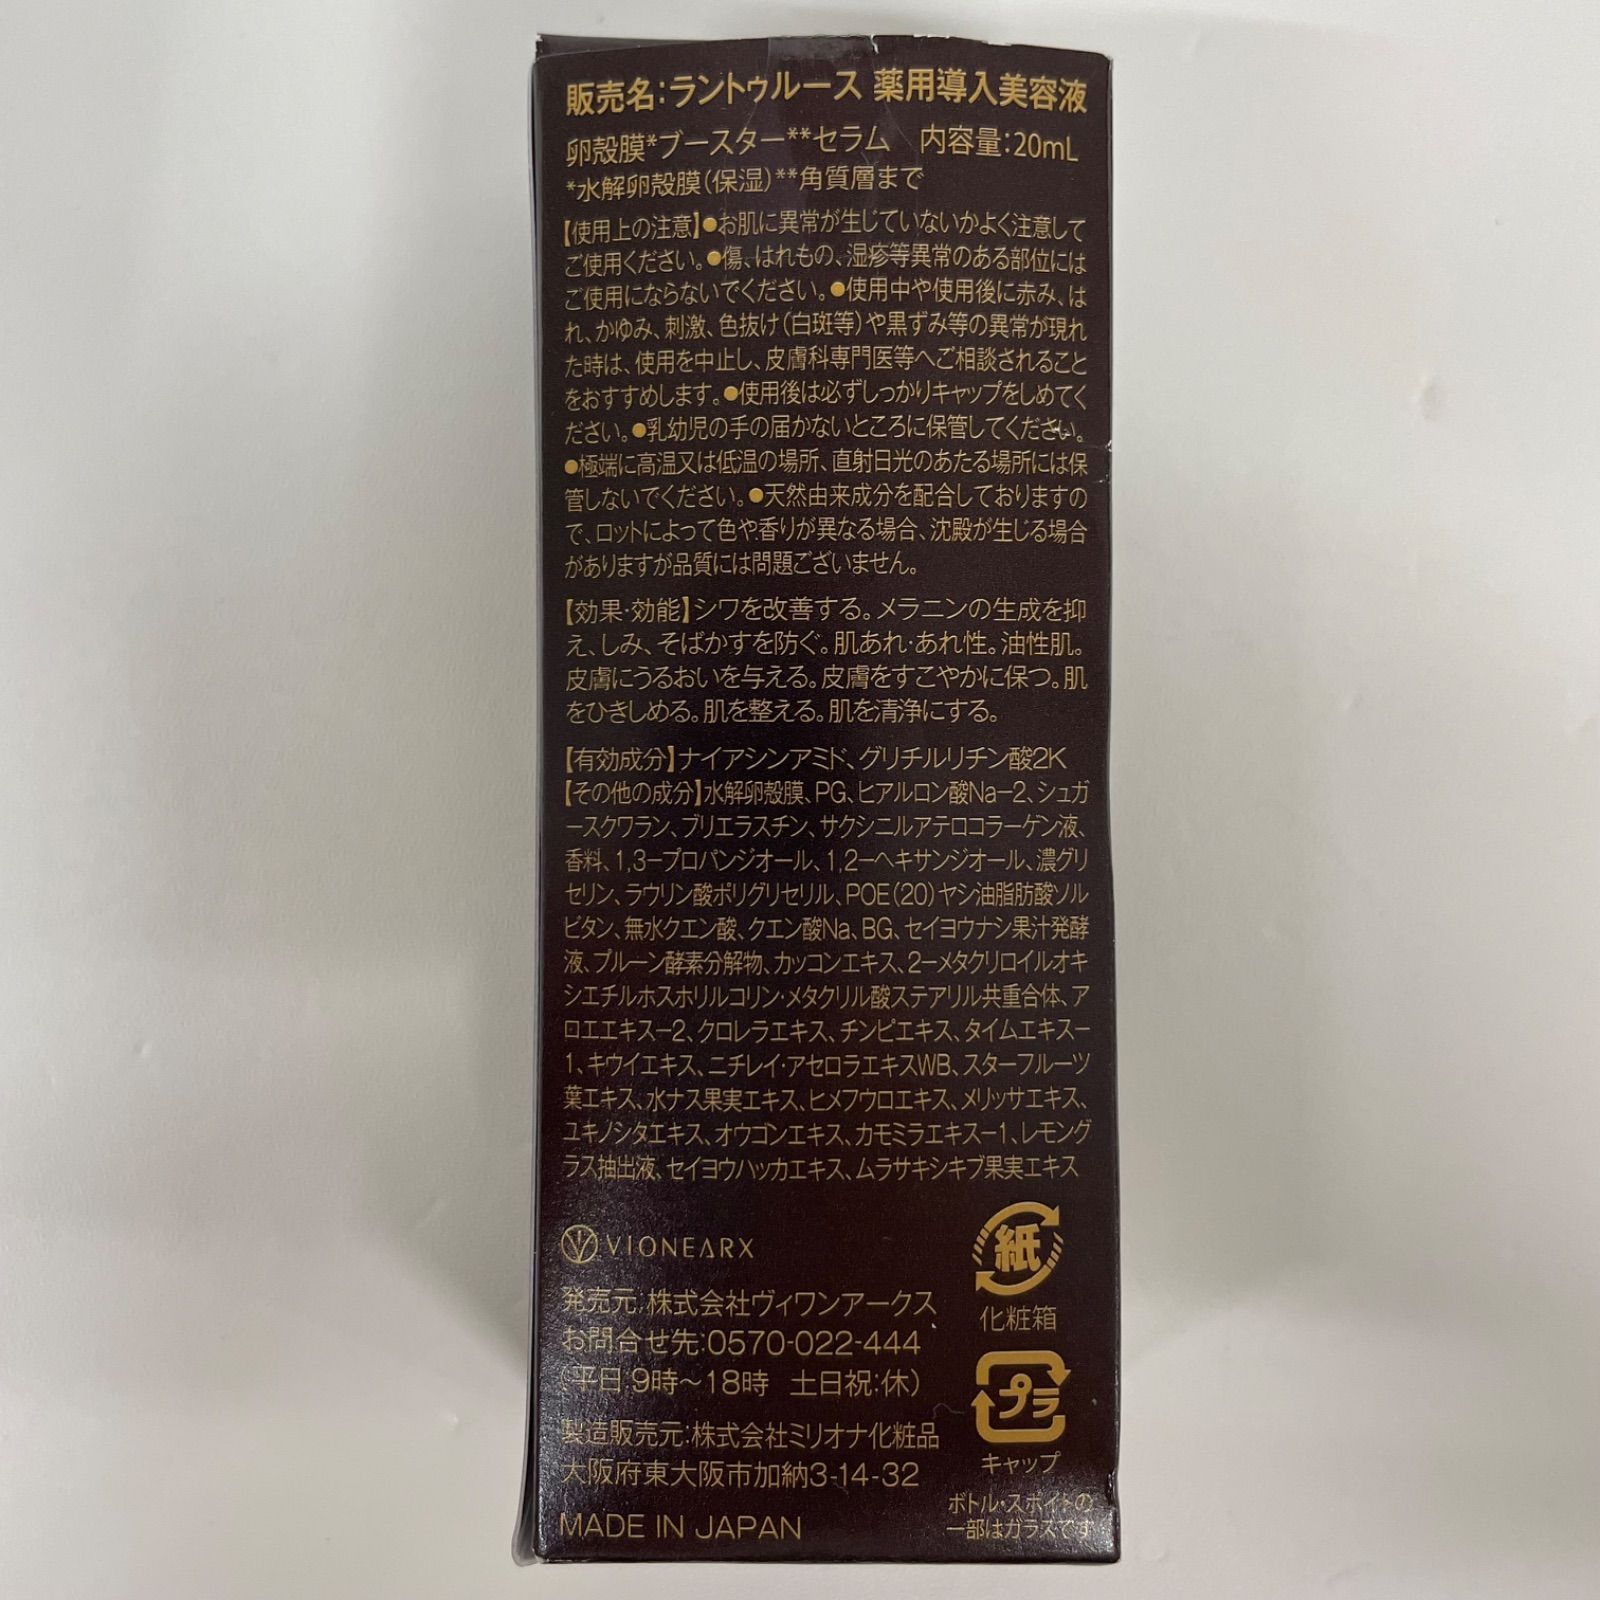 販売名:ラントゥルース 薬用導入美容液
卵殻膜*ブースター**セラム 内容量:20mL
*水解卵殻膜(保湿)**角質層まで
【使用上の注意】●お肌に異常が生じていないかよく注意して
ご使用ください。●傷、はれもの、湿疹等異常のある部位には
ご使用にならないでください。●使用中や使用後に赤み、は
れ、かゆみ、刺激、色抜け(白斑等)や黒ずみ等の異常が現れ
た時は、使用を中止し、皮膚科専門医等へご相談されること
をおすすめします。●使用後は必ずしっかりキャップをしめてく
ださい。●乳幼児の手の届かないところに保管してください。
●極端に高温又は低温の場所、直射日光のあたる場所には保
管しないでください。●天然由来成分を配合しておりますの
で、ロットによって色や香りが異なる場合、沈殿が生じる場合
がありますが品質には問題ございません。
【効果・効能】シワを改善する。メラニンの生成を抑
え、しみ、そばかすを防ぐ。肌あれ・あれ性。油性肌。
皮膚にうるおいを与える。皮膚をすこやかに保つ。肌
をひきしめる。肌を整える。肌を清浄にする。
【有効成分】ナイアシンアミド、グリチルリチン酸2K
【その他の成分】水解卵殻膜、PG、ヒアルロン酸Na-2、シュガ
ースクワラン、ブリエラスチン、サクシニルアテロコラーゲン液、
香料、1,3-プロパンジオール、1,2-ヘキサンジオール、濃グリ
セリン、ラウリン酸ポリグリセリル、POE(20)ヤシ油脂肪酸ソル
ビタン、無水クエン酸、クエン酸Na、BG、セイヨウナシ果汁発酵
液、プルーン酵素分解物、カッコンエキス、2-メタクリロイルオキ
シエチルホスホリルコリン・メタクリル酸ステアリル共重合体、ア
ロエエキス-2、クロレラエキス、チンピエキス、タイムエキス-
1、キウイエキス、ニチレイ・アセロラエキスWB、スターフルーツ
葉エキス、水ナス果実エキス、ヒメフウロエキス、メリッサエキス、
ユキノシタエキス、オウゴンエキス、カモミラエキス-1、レモング
ラス抽出液、セイヨウハッカエキス、ムラサキシキブ果実エキス
VIONEARX
発売元:株式会社ヴィワンアークス
お問合せ先:0570-022-444
(平日:9時~18時 土日祝:休)
製造販売元:株式会社ミリオナ化粧品
大阪府東大阪市加納3-14-32
MADE IN JAPAN
紙
化粧箱
プラ
キャップ
ボトル・スポイトの
一部はガラスです